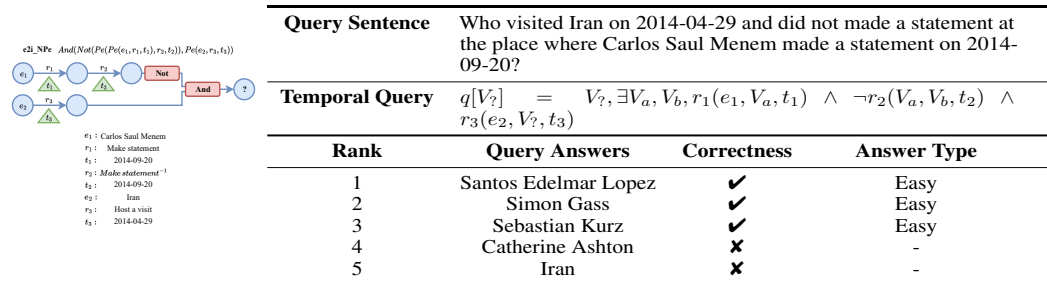 e2i_NPe And(Not(Pe(Pe(e₁, r₁, t₁), r₂, t₂)), Pe(e₂, r₃, t₃))
e₁ r₁ r₂ Not
t₁ t₂ And ?
e₂ r₃
t₃
e₁ : Carlos Saul Menem
r₁ : Make statement
t₁ : 2014-09-20
r₂ : Make statement⁻¹
t₂ : 2014-09-20
e₂ : Iran
r₃ : Host a visit
t₃ : 2014-04-29
Query Sentence Who visited Iran on 2014-04-29 and did not made a statement at
the place where Carlos Saul Menem made a statement on 2014-
09-20?
Temporal Query q[V?] = V?, ∃Va, Vb, r₁(e₁, Va, t₁) ∧ ¬r₂(Va, Vb, t₂) ∧
r₃(e₂, V?, t₃)
Rank Query Answers Correctness Answer Type
1 Santos Edelmar Lopez ✔ Easy
2 Simon Gass ✔ Easy
3 Sebastian Kurz ✔ Easy
4 Catherine Ashton ✘ -
5 Iran ✘ -